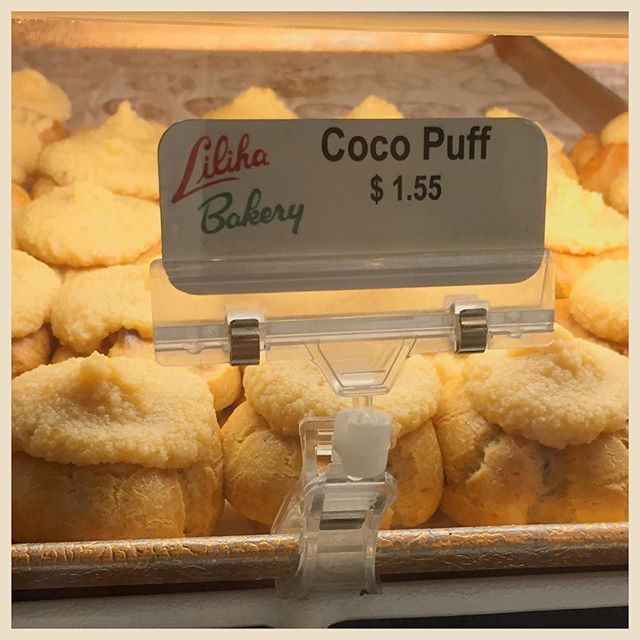 Liliha
Bakery
Coco Puff
$ 1.55